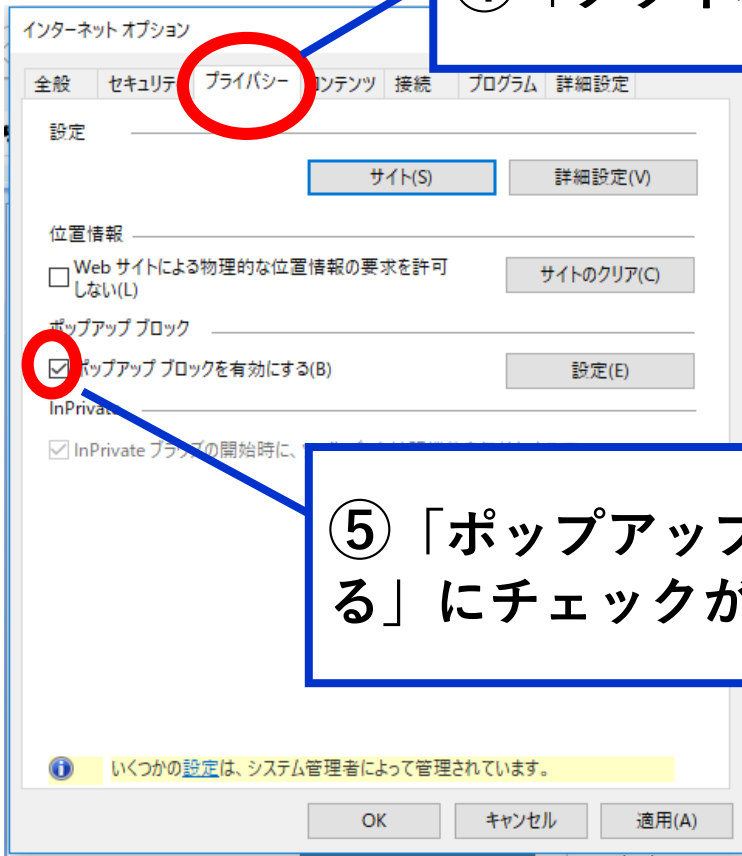 ④「プライ
インターネット オプション
全般 セキュリティ プライバシー コンテンツ 接続 プログラム 詳細設定
設定
サイト(S) 詳細設定(V)
位置情報
Web サイトによる物理的な位置情報の要求を許可
しない(L)
サイトのクリア(C)
ポップアップ ブロック
ポップアップ ブロックを有効にする(B) 設定(E)
InPrivate
InPrivate ブラウズの開始時に、
⑤「ポップアップ
る」にチェックが
いくつかの設定は、システム管理者によって管理されています。
OK キャンセル 適用(A)